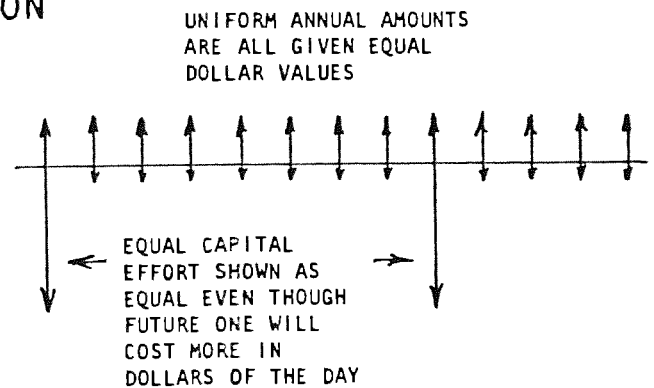 ON
UNIFORM ANNUAL AMOUNTS
ARE ALL GIVEN EQUAL
DOLLAR VALUES
EQUAL CAPITAL
EFFORT SHOWN AS
EQUAL EVEN THOUGH
FUTURE ONE WILL
COST MORE IN
DOLLARS OF THE DAY